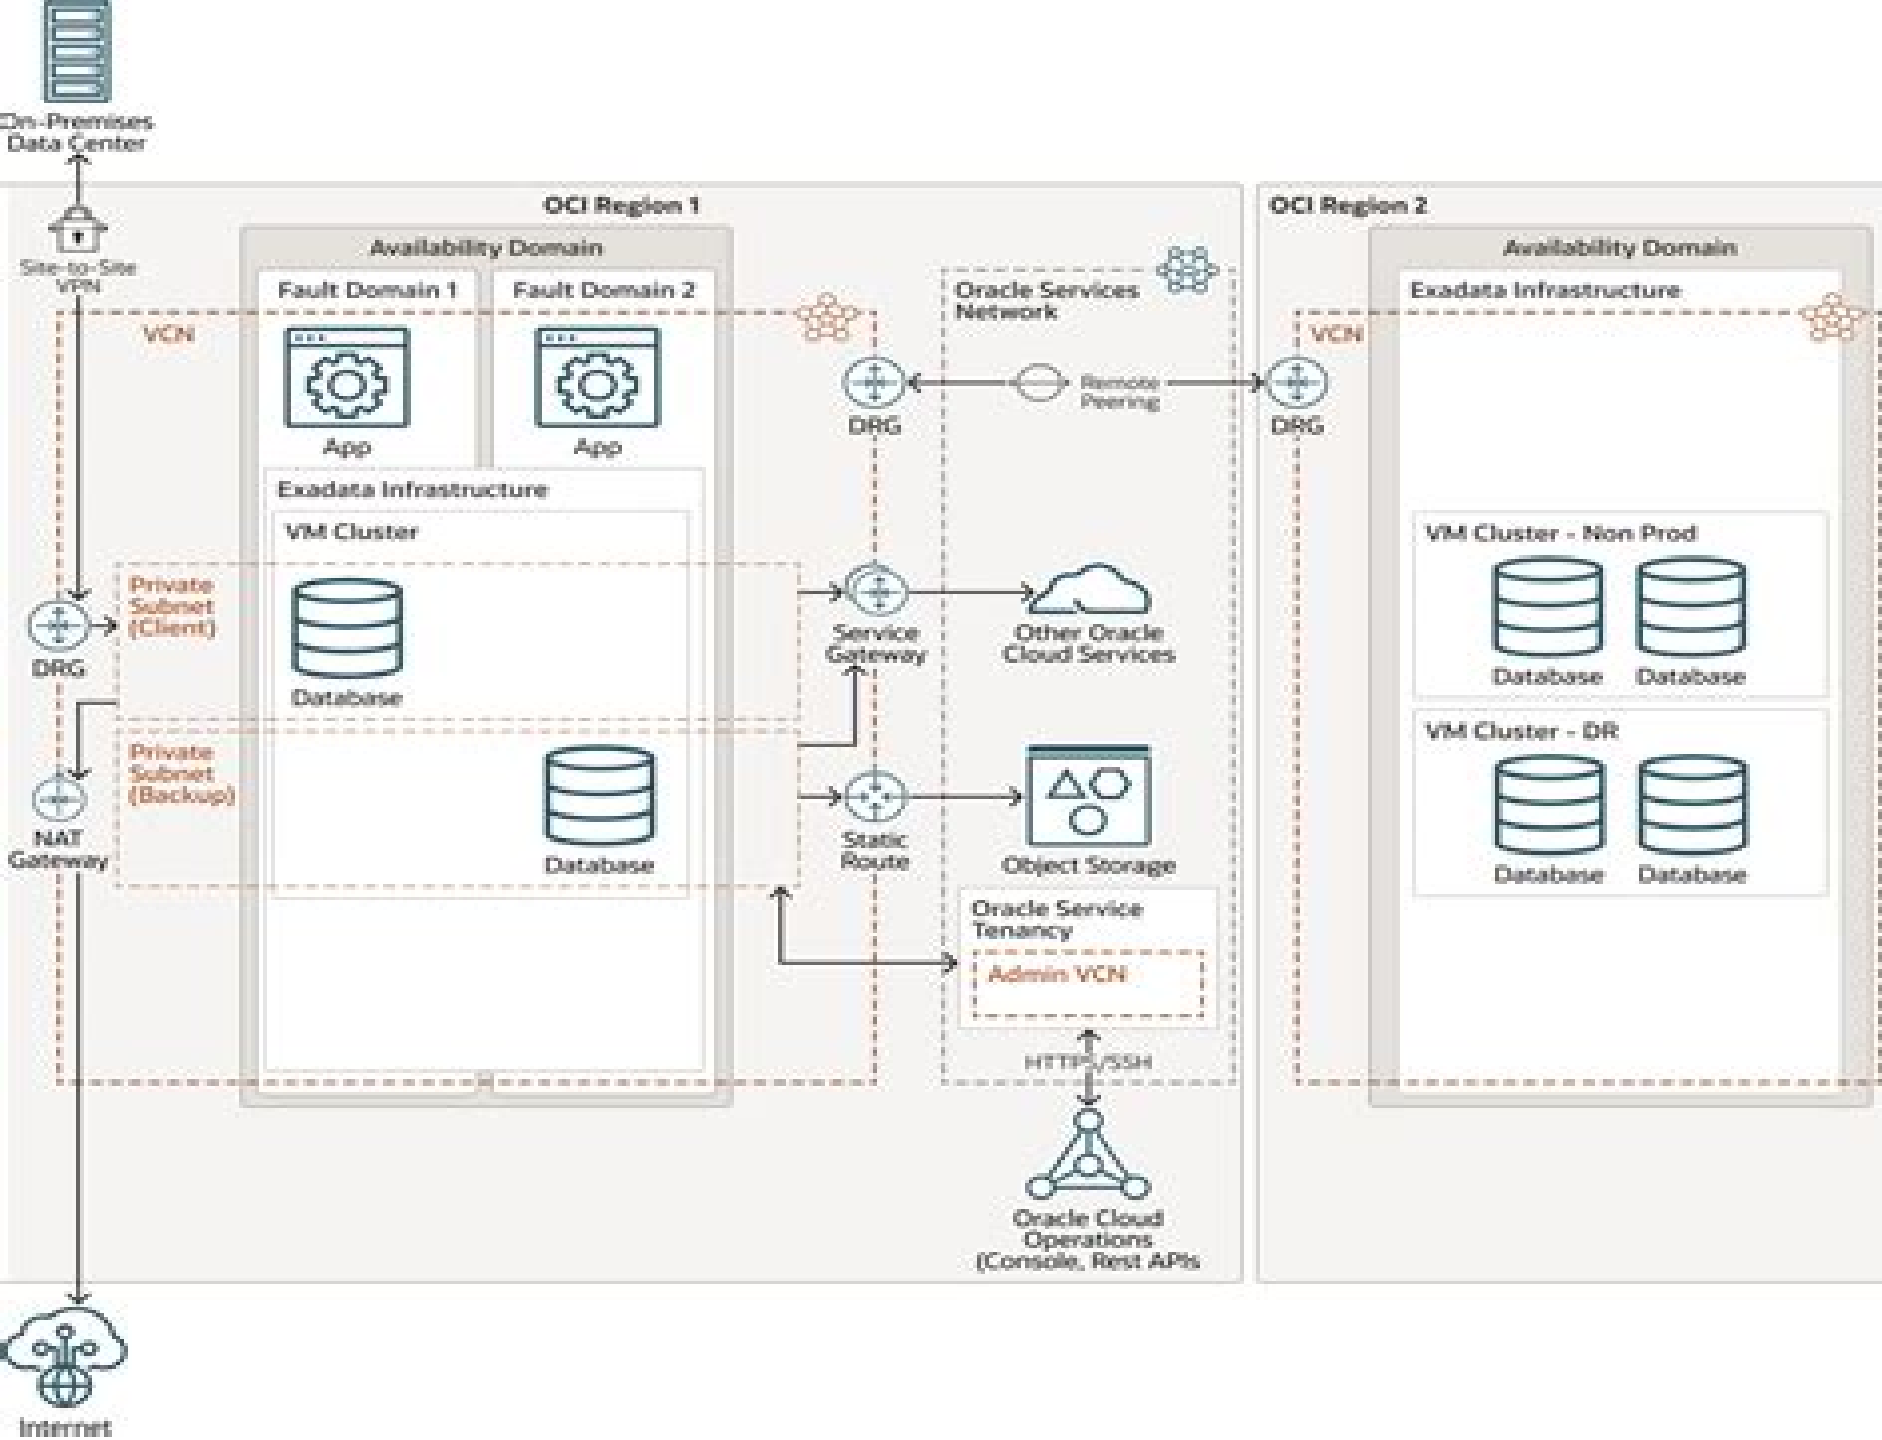 On-Premises
Data Center
Site-to-Site
VPN
OCI Region 1
Availability Domain
Fault Domain 1
Fault Domain 2
VCN
App
App
Exadata Infrastructure
VM Cluster
Private
Subnet
(Client)
Database
DRG
Private
Subnet
(Backup)
Database
NAT
Gateway
Internet
DRG
Service
Gateway
Static
Route
Oracle Services
Network
Remote
Peering
Other Oracle
Cloud Services
Object Storage
Oracle Service
Tenancy
Admin VCN
HTTPS/SSH
Oracle Cloud
Operations
(Console, Rest APIs
OCI Region 2
Availability Domain
Exadata Infrastructure
VCN
DRG
VM Cluster - Non Prod
Database
Database
VM Cluster - DR
Database
Database